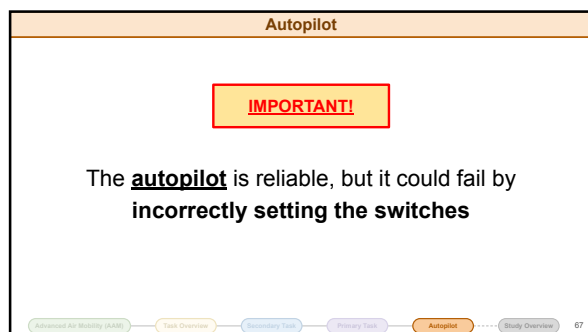 Autopilot
IMPORTANT!
The autopilot is reliable, but it could fail by
incorrectly setting the switches
Advanced Air Mobility (AAM) Task Overview Secondary Task Primary Task Autopilot Study Overview 67